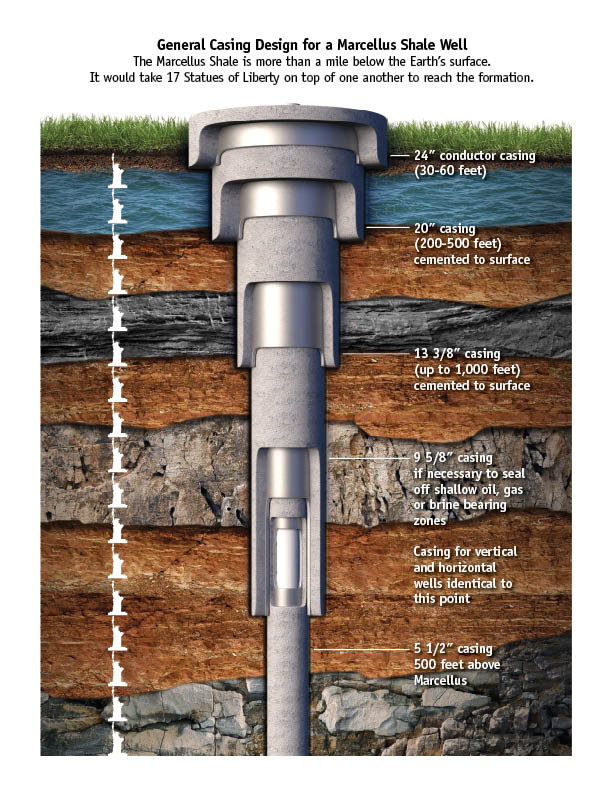 General Casing Design for a Marcellus Shale Well
The Marcellus Shale is more than a mile below the Earth's surface.
It would take 17 Statues of Liberty on top of one another to reach the formation.
24" conductor casing
(30-60 feet)
20" casing
(200-500 feet)
cemented to surface
13 3/8" casing
(up to 1,000 feet)
cemented to surface
9 5/8" casing
if necessary to seal
off shallow oil, gas
or brine bearing
zones
Casing for vertical
and horizontal
wells identical to
this point
5 1/2" casing
500 feet above
Marcellus